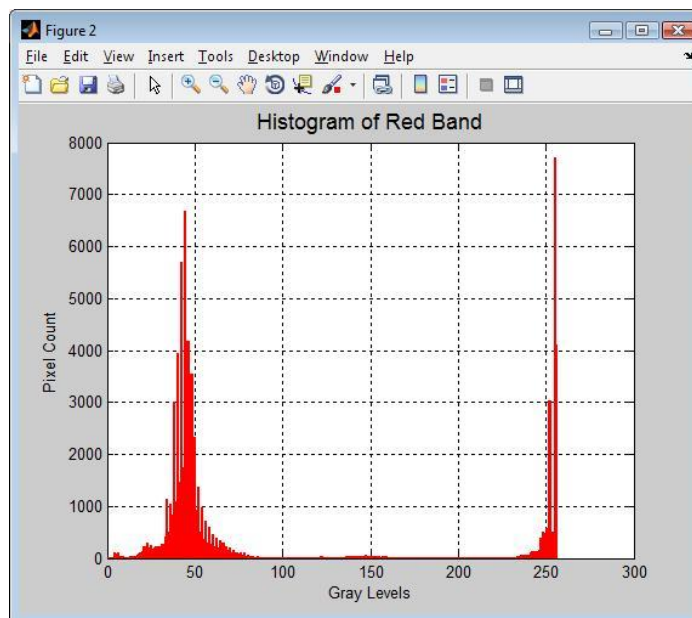 Figure 2
File Edit View Insert Tools Desktop Window Help
Histogram of Red Band
8000
7000
6000
5000
4000
3000
2000
1000
0
Pixel Count
0 50 100 150 200 250 300
Gray Levels